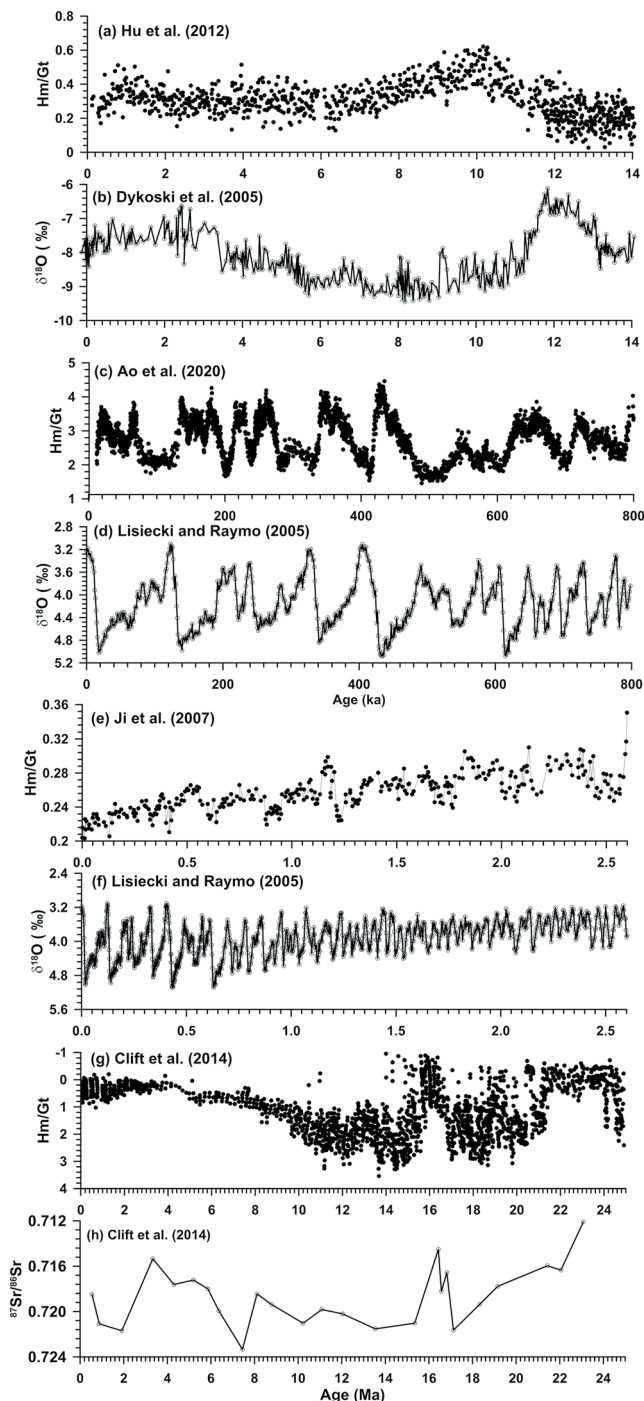 (a) Hu et al. (2012)
Hm/Gt
0.8
0.6
0.4
0.2
0
0 2 4 6 8 10 12 14
(b) Dykoski et al. (2005)
δ¹⁸O ( ‰)
-6
-7
-8
-9
-10
0 2 4 6 8 10 12 14
(c) Ao et al. (2020)
Hm/Gt
5
4
3
2
1
0 200 400 600 800
(d) Lisiecki and Raymo (2005)
δ¹⁸O ( ‰)
2.8
3.2
3.6
4.0
4.4
4.8
5.2
0 200 400 600 800
Age (ka)
(e) Ji et al. (2007)
Hm/Gt
0.36
0.32
0.28
0.24
0.2
0.0 0.5 1.0 1.5 2.0 2.5
(f) Lisiecki and Raymo (2005)
δ¹⁸O ( ‰)
2.4
3.2
4.0
4.8
5.6
0.0 0.5 1.0 1.5 2.0 2.5
(g) Clift et al. (2014)
Hm/Gt
-1
0
1
2
3
4
0 2 4 6 8 10 12 14 16 18 20 22 24
(h) Clift et al. (2014)
⁸⁷Sr/⁸⁶Sr
0.712
0.716
0.720
0.724
0 2 4 6 8 10 12 14 16 18 20 22 24
Age (Ma)